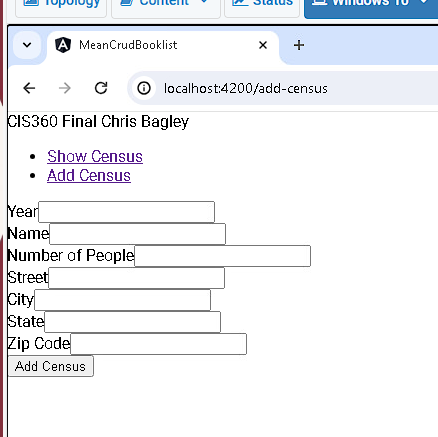 Topology
Content
Status
Windows 10
MeanCrudBooklist
localhost:4200/add-census
CIS360 Final Chris Bagley
Show Census
Add Census
Year
Name
Number of People
Street
City
State
Zip Code
Add Census